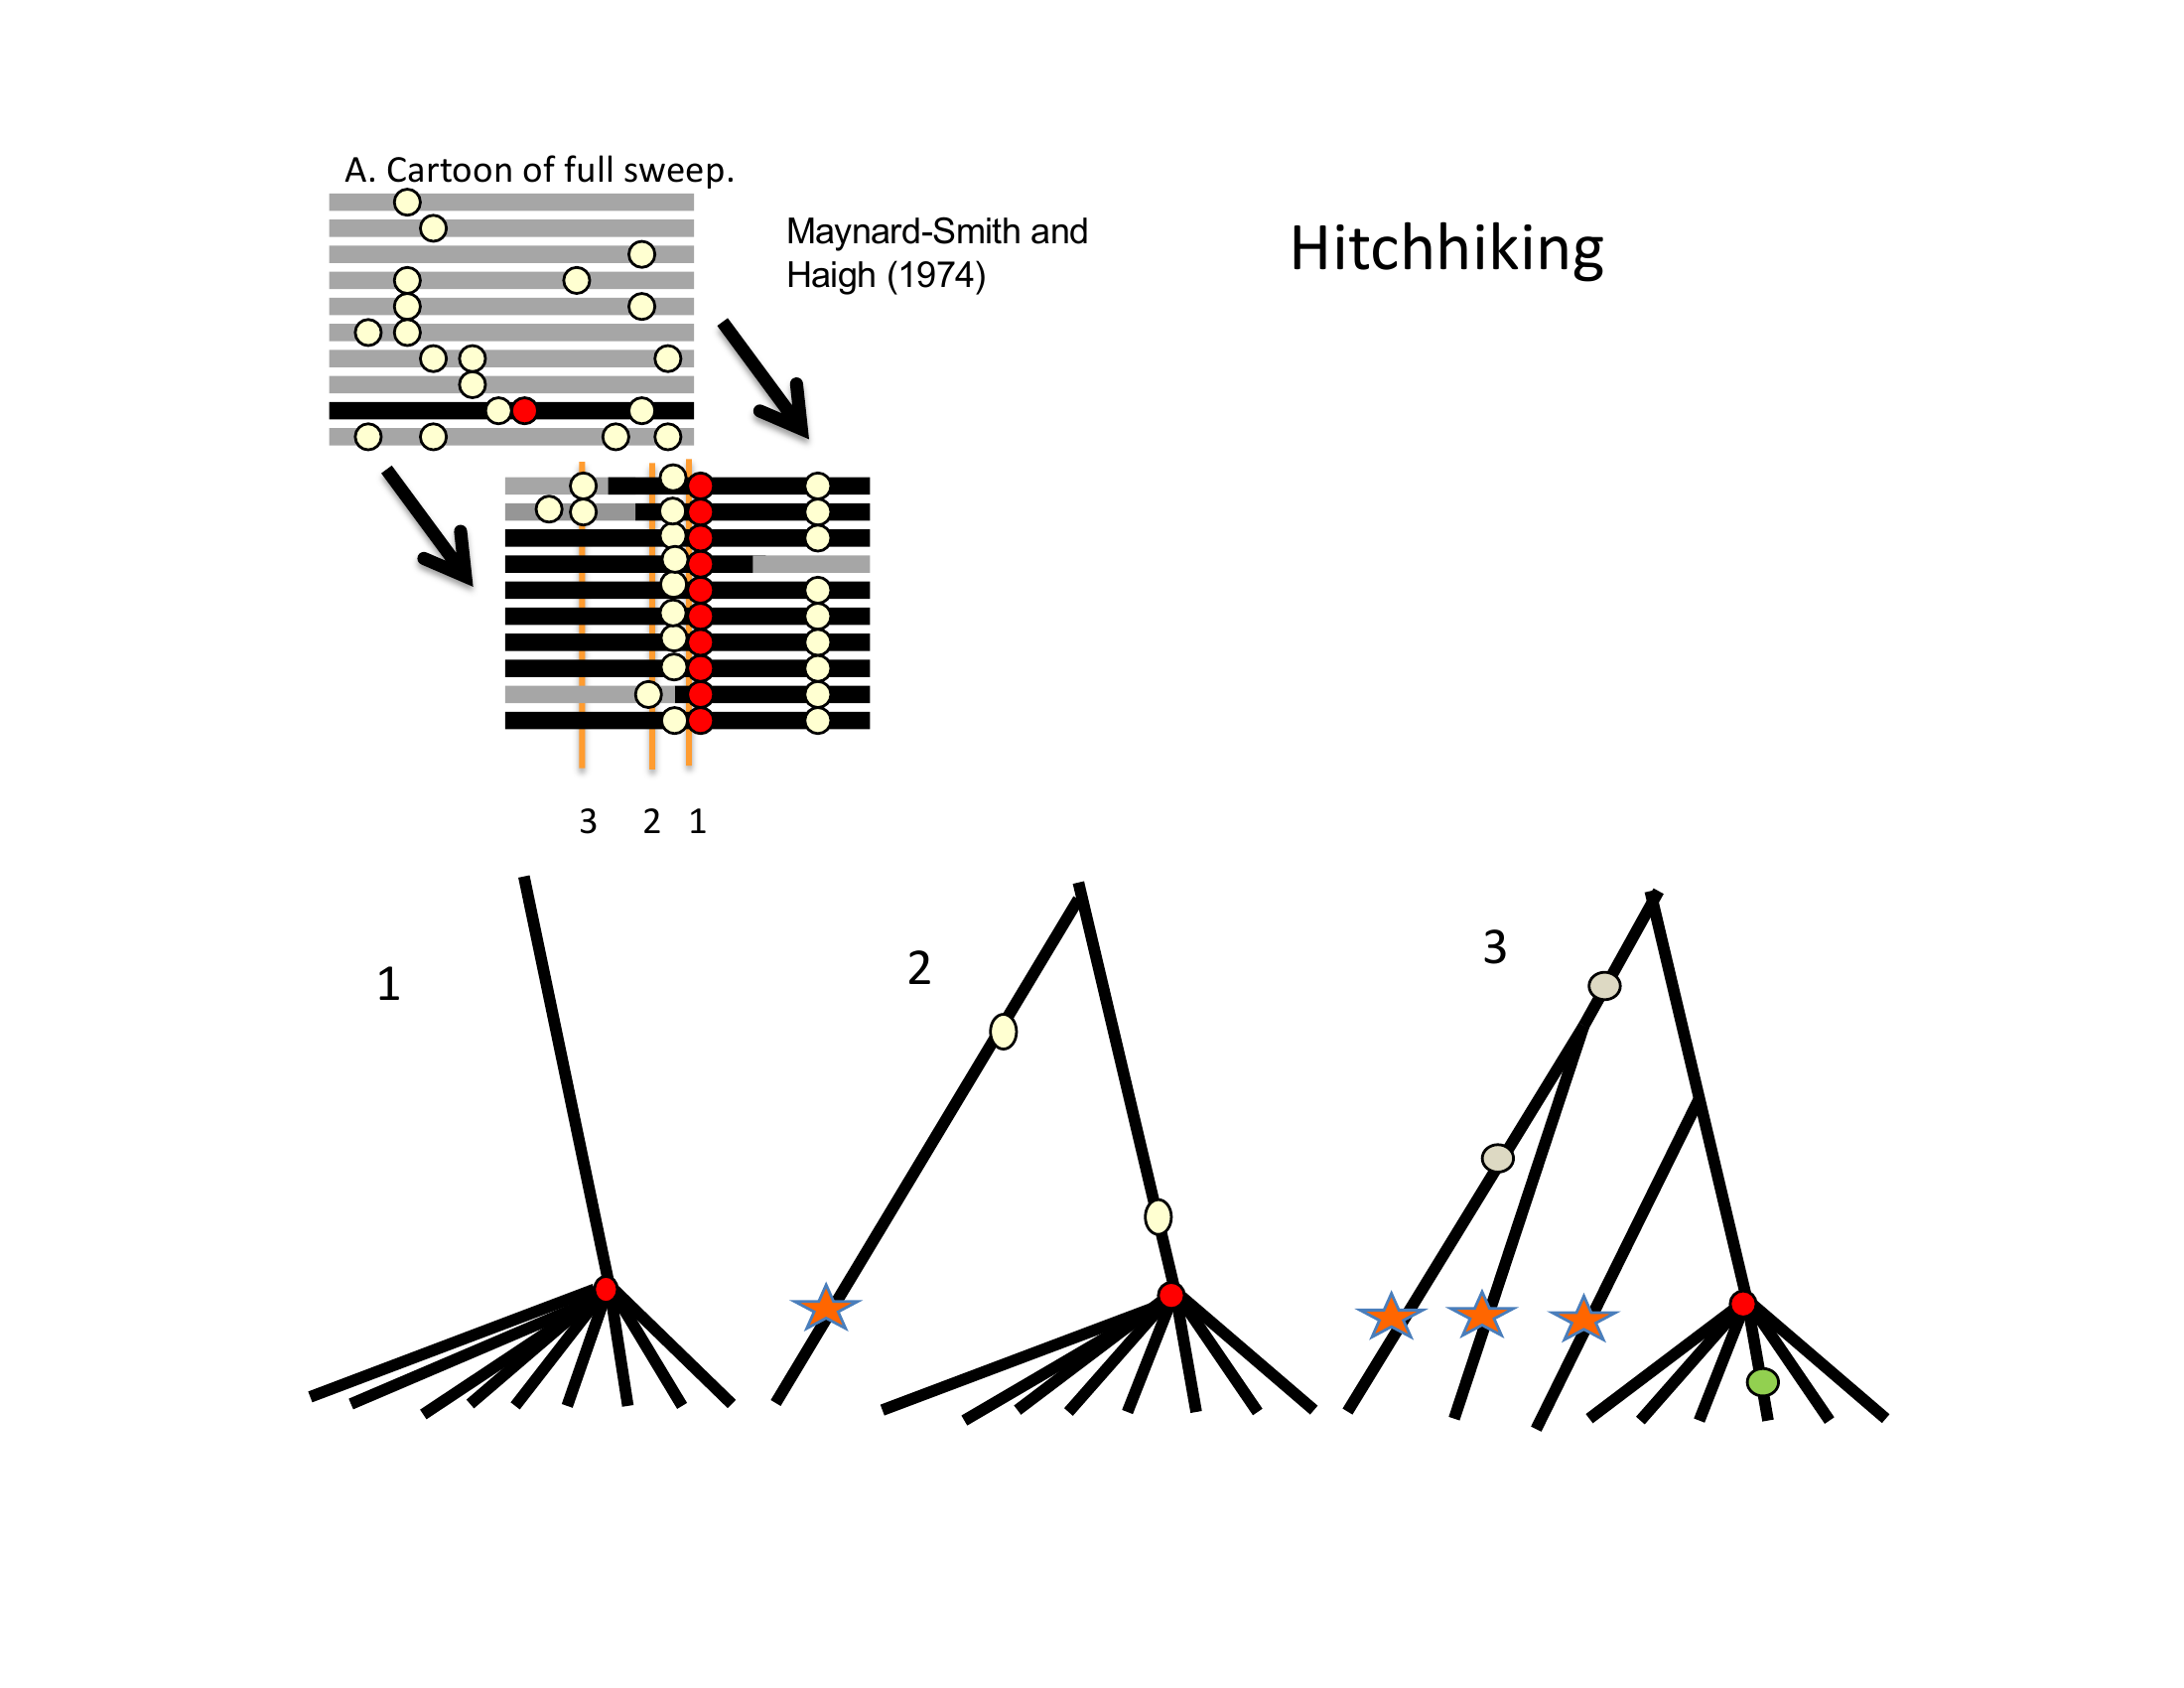 A. Cartoon of full sweep.
Maynard-Smith and
Haigh (1974)
Hitchhiking
3 2 1
1
2
3